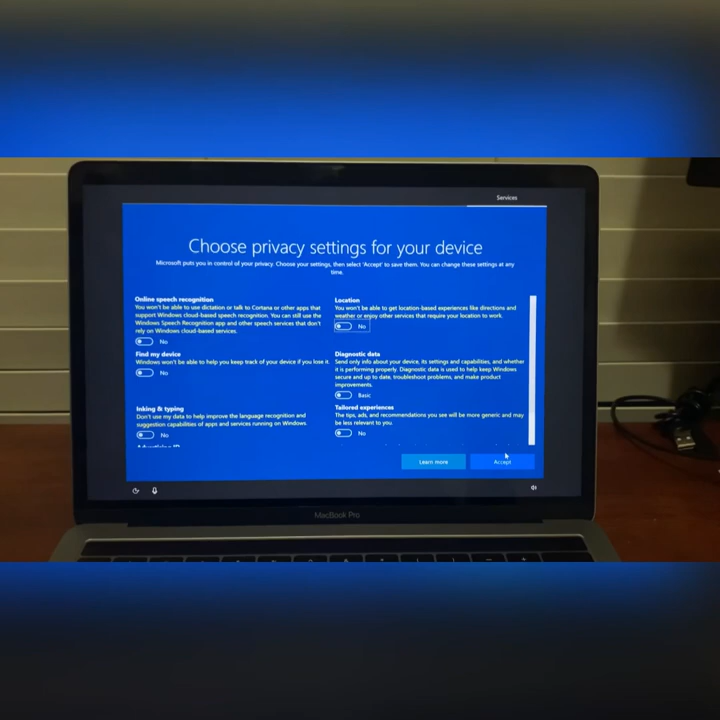 Services
Choose privacy settings for your device
Microsoft puts you in control of your privacy. Choose your settings, then select 'Accept' to save them. You can change these settings at any
time.
Online speech recognition
You won't be able to use dictation or talk to Cortana or other apps that
support Windows cloud-based speech recognition. You can still use the
Windows Speech Recognition app and other speech services that don't
rely on Windows cloud-based services.
No
Location
You won't be able to get location-based experiences like directions and
weather or enjoy other services that require your location to work.
No
Find my device
Windows won't be able to help you keep track of your device if you lose it.
No
Diagnostic data
Send only info about your device, its settings and capabilities, and whether
it is performing properly. Diagnostic data is used to help keep Windows
secure and up to date, troubleshoot problems, and make product
improvements.
Basic
Inking & typing
Don't use my data to help improve the language recognition and
suggestion capabilities of apps and services running on Windows.
No
Tailored experiences
The tips, ads, and recommendations you see will be more generic and may
be less relevant to you.
No
Learn more
Accept
MacBook Pro